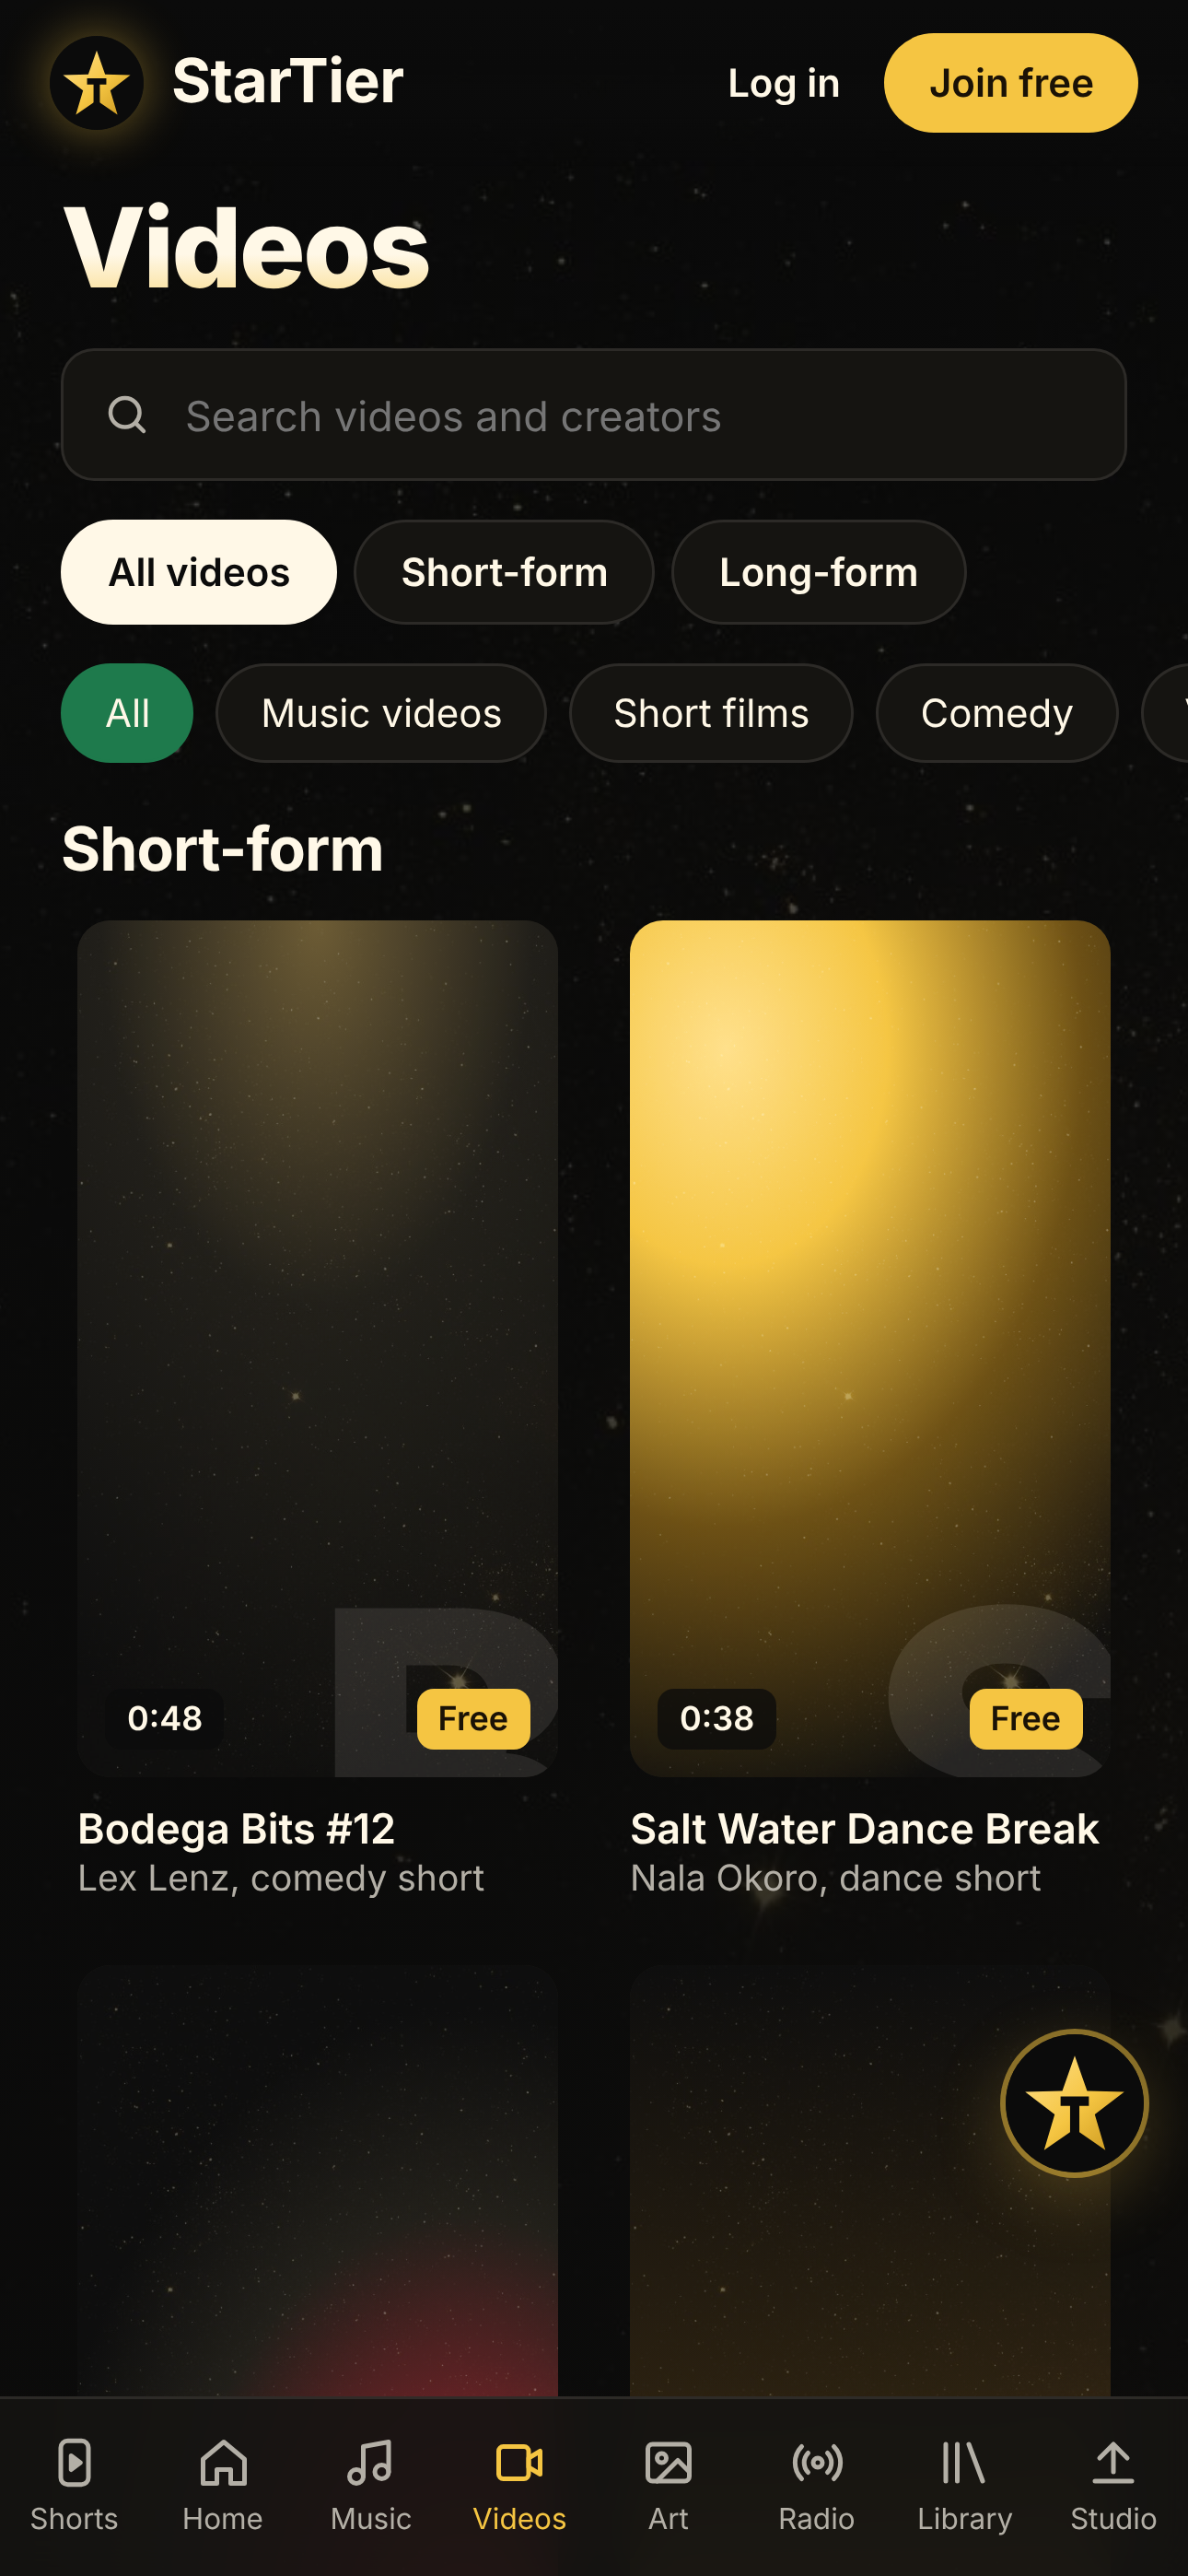 StarTier
Log in
Join free
Videos
Search videos and creators
All videos
Short-form
Long-form
All
Music videos
Short films
Comedy
Short-form
0:48
Free
0:38
Free
Bodega Bits #12
Lex Lenz, comedy short
Salt Water Dance Break
Nala Okoro, dance short
Shorts
Home
Music
Videos
Art
Radio
Library
Studio